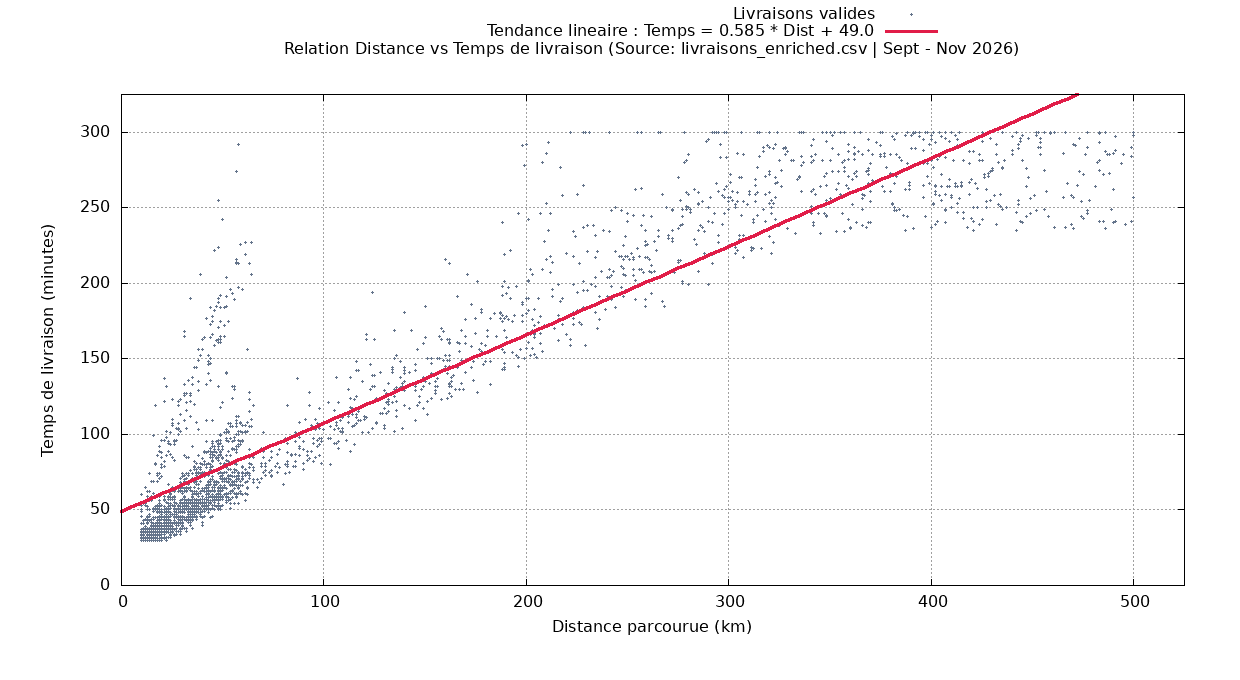 Livraisons valides
Tendance lineaire : Temps = 0.585 * Dist + 49.0
Relation Distance vs Temps de livraison (Source: livraisons_enriched.csv | Sept - Nov 2026)
300
250
200
150
100
50
0
Temps de livraison (minutes)
0 100 200 300 400 500
Distance parcourue (km)